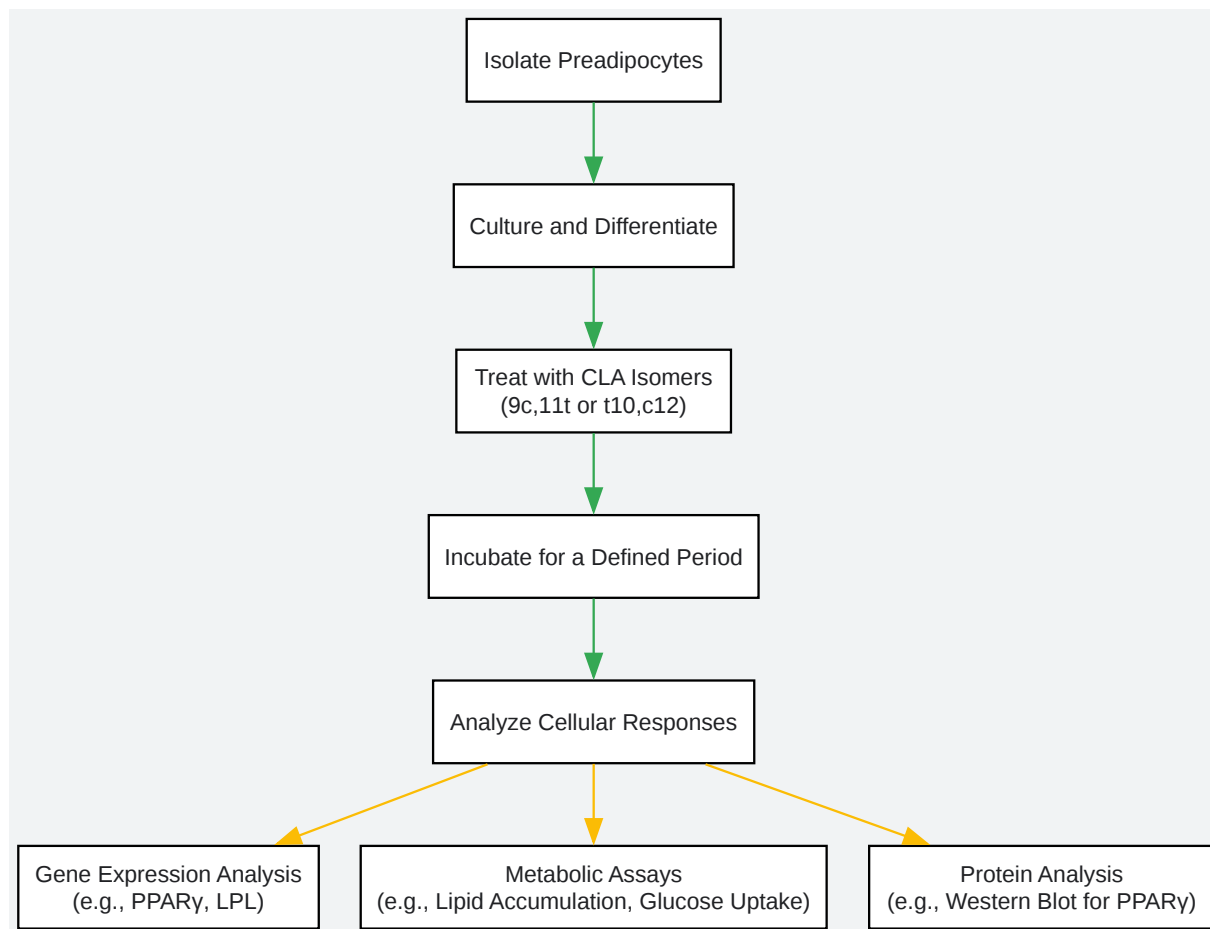 Isolate Preadipocytes
Culture and Differentiate
Treat with CLA Isomers
(9c,11t or t10,c12)
Incubate for a Defined Period
Analyze Cellular Responses
Gene Expression Analysis
(e.g., PPARγ, LPL)
Metabolic Assays
(e.g., Lipid Accumulation, Glucose Uptake)
Protein Analysis
(e.g., Western Blot for PPARγ)